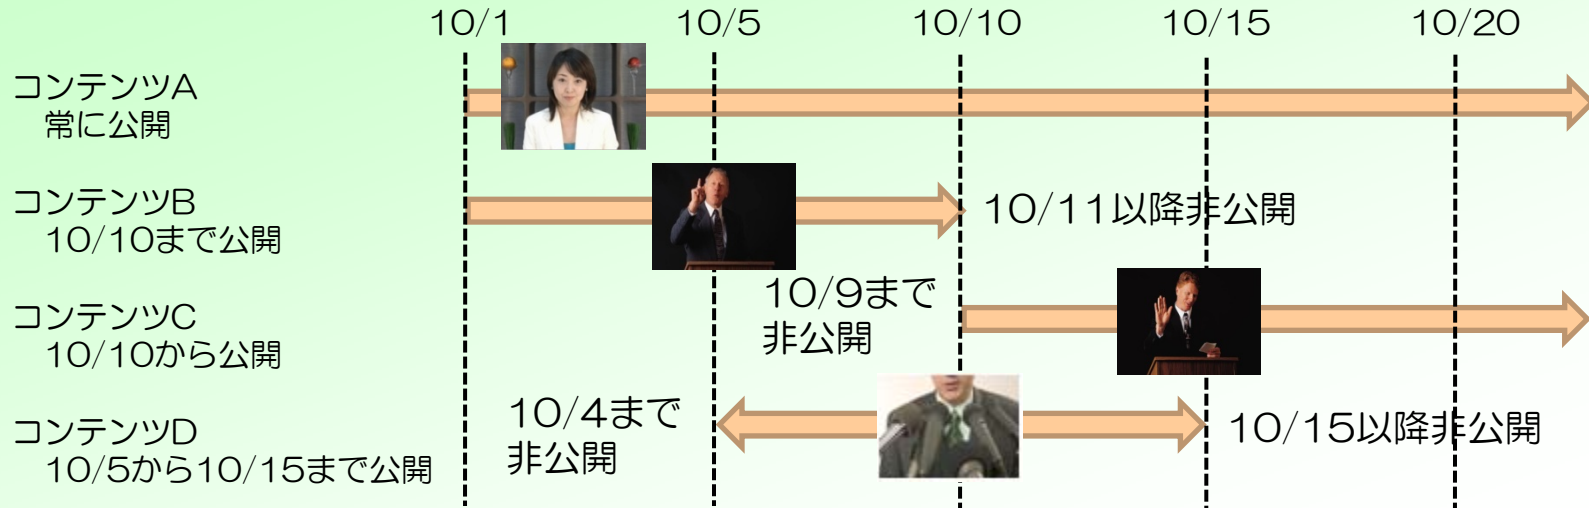 10/1 10/5 10/10 10/15 10/20
コンテンツA
常に公開
コンテンツB
10/10まで公開
10/11以降非公開
10/9まで
非公開
コンテンツC
10/10から公開
10/4まで
非公開
10/15以降非公開
コンテンツD
10/5から10/15まで公開